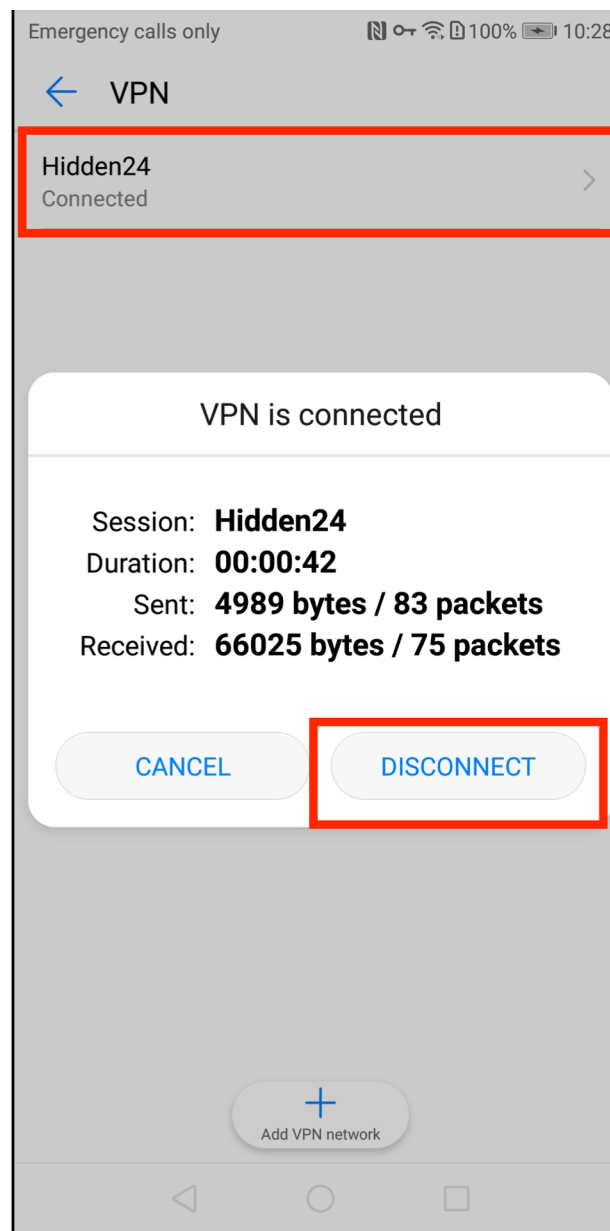 Emergency calls only 100% 10:28
VPN
Hidden24
Connected
VPN is connected
Session: Hidden24
Duration: 00:00:42
Sent: 4989 bytes / 83 packets
Received: 66025 bytes / 75 packets
CANCEL DISCONNECT
Add VPN network